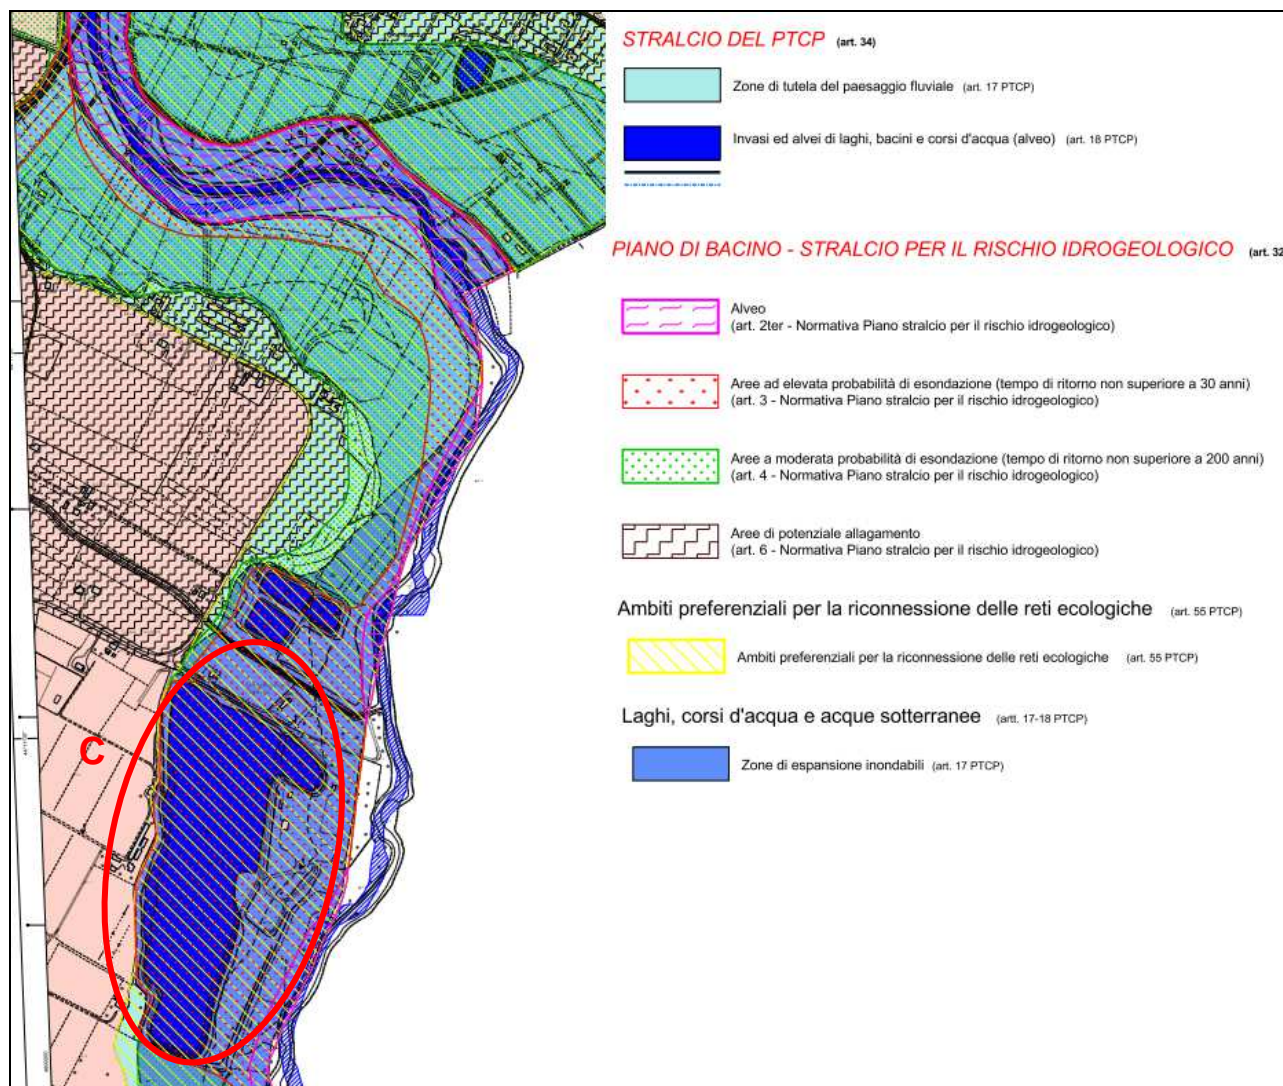 STRALCIO DEL PTCP (art. 34)
Zone di tutela del paesaggio fluviale (art. 17 PTCP)
Invasi ed alvei di laghi, bacini e corsi d'acqua (alveo) (art. 18 PTCP)
PIANO DI BACINO - STRALCIO PER IL RISCHIO IDROGEOLOGICO (art. 32
Alveo
(art. 2ter - Normativa Piano stralcio per il rischio idrogeologico)
Aree ad elevata probabilità di esondazione (tempo di ritorno non superiore a 30 anni)
(art. 3 - Normativa Piano stralcio per il rischio idrogeologico)
Aree a moderata probabilità di esondazione (tempo di ritorno non superiore a 200 anni)
(art. 4 - Normativa Piano stralcio per il rischio idrogeologico)
Aree di potenziale allagamento
(art. 6 - Normativa Piano stralcio per il rischio idrogeologico)
Ambiti preferenziali per la riconnessione delle reti ecologiche (art. 55 PTCP)
Ambiti preferenziali per la riconnessione delle reti ecologiche (art. 55 PTCP)
Laghi, corsi d'acqua e acque sotterranee (artt. 17-18 PTCP)
Zone di espansione inondabili (art. 17 PTCP)
C